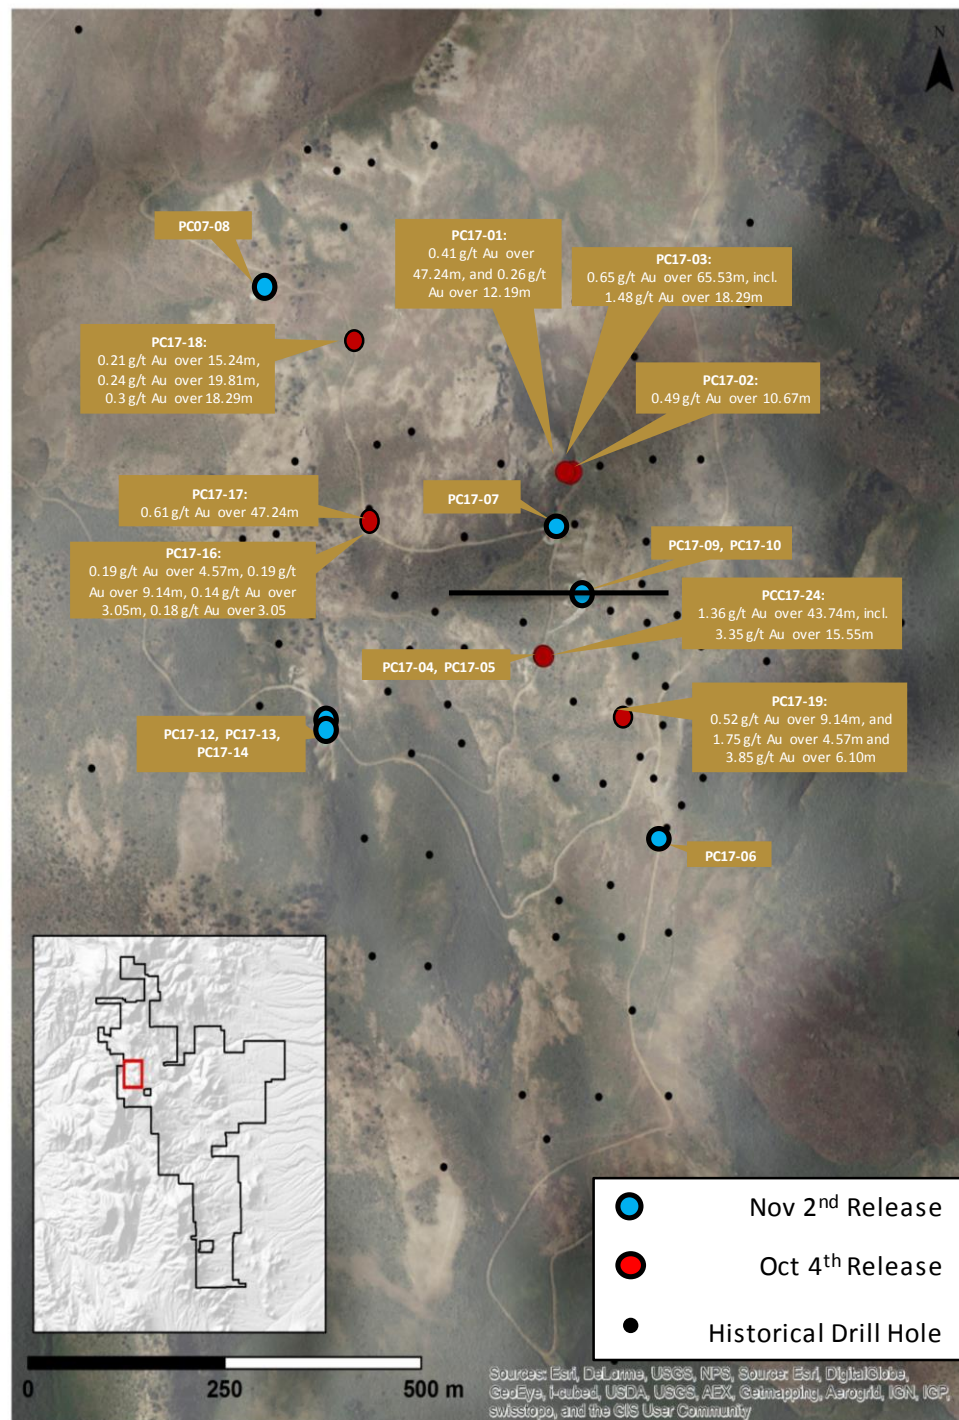 N
PC07-08
PC17-01:
0.41 g/t Au over
47.24m, and 0.26 g/t
Au over 12.19m
PC17-03:
0.65 g/t Au over 65.53m, incl.
1.48 g/t Au over 18.29m
PC17-18:
0.21 g/t Au over 15.24m,
0.24 g/t Au over 19.81m,
0.3 g/t Au over 18.29m
PC17-02:
0.49 g/t Au over 10.67m
PC17-17:
0.61 g/t Au over 47.24m
PC17-07
PC17-16:
0.19 g/t Au over 4.57m, 0.19 g/t
Au over 9.14m, 0.14 g/t Au over
3.05m, 0.18 g/t Au over 3.05
PC17-09, PC17-10
PCC17-24:
1.36 g/t Au over 43.74m, incl.
3.35 g/t Au over 15.55m
PC17-04, PC17-05
PC17-19:
0.52 g/t Au over 9.14m, and
1.75 g/t Au over 4.57m and
3.85 g/t Au over 6.10m
PC17-12, PC17-13,
PC17-14
PC17-06
Nov 2nd Release
Oct 4th Release
Historical Drill Hole
0 250 500 m
Sources: Esri, DeLorme, USGS, NPS, Source: Esri, DigitalGlobe,
GeoEye, i-cubed, USDA, USGS, AEX, Getmapping, Aerogrid, IGN, IGP,
swisstopo, and the GIS User Community